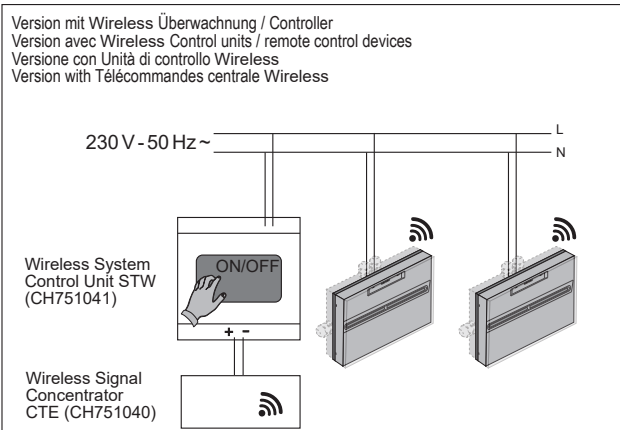 Version mit Wireless Überwachnung / Controller
Version avec Wireless Control units / remote control devices
Versione con Unità di controllo Wireless
Version with Télécommandes centrale Wireless
230 V - 50 Hz ~
L
N
ON/OFF
Wireless System
Control Unit STW
(CH751041)
+ -
Wireless Signal
Concentrator
CTE (CH751040)